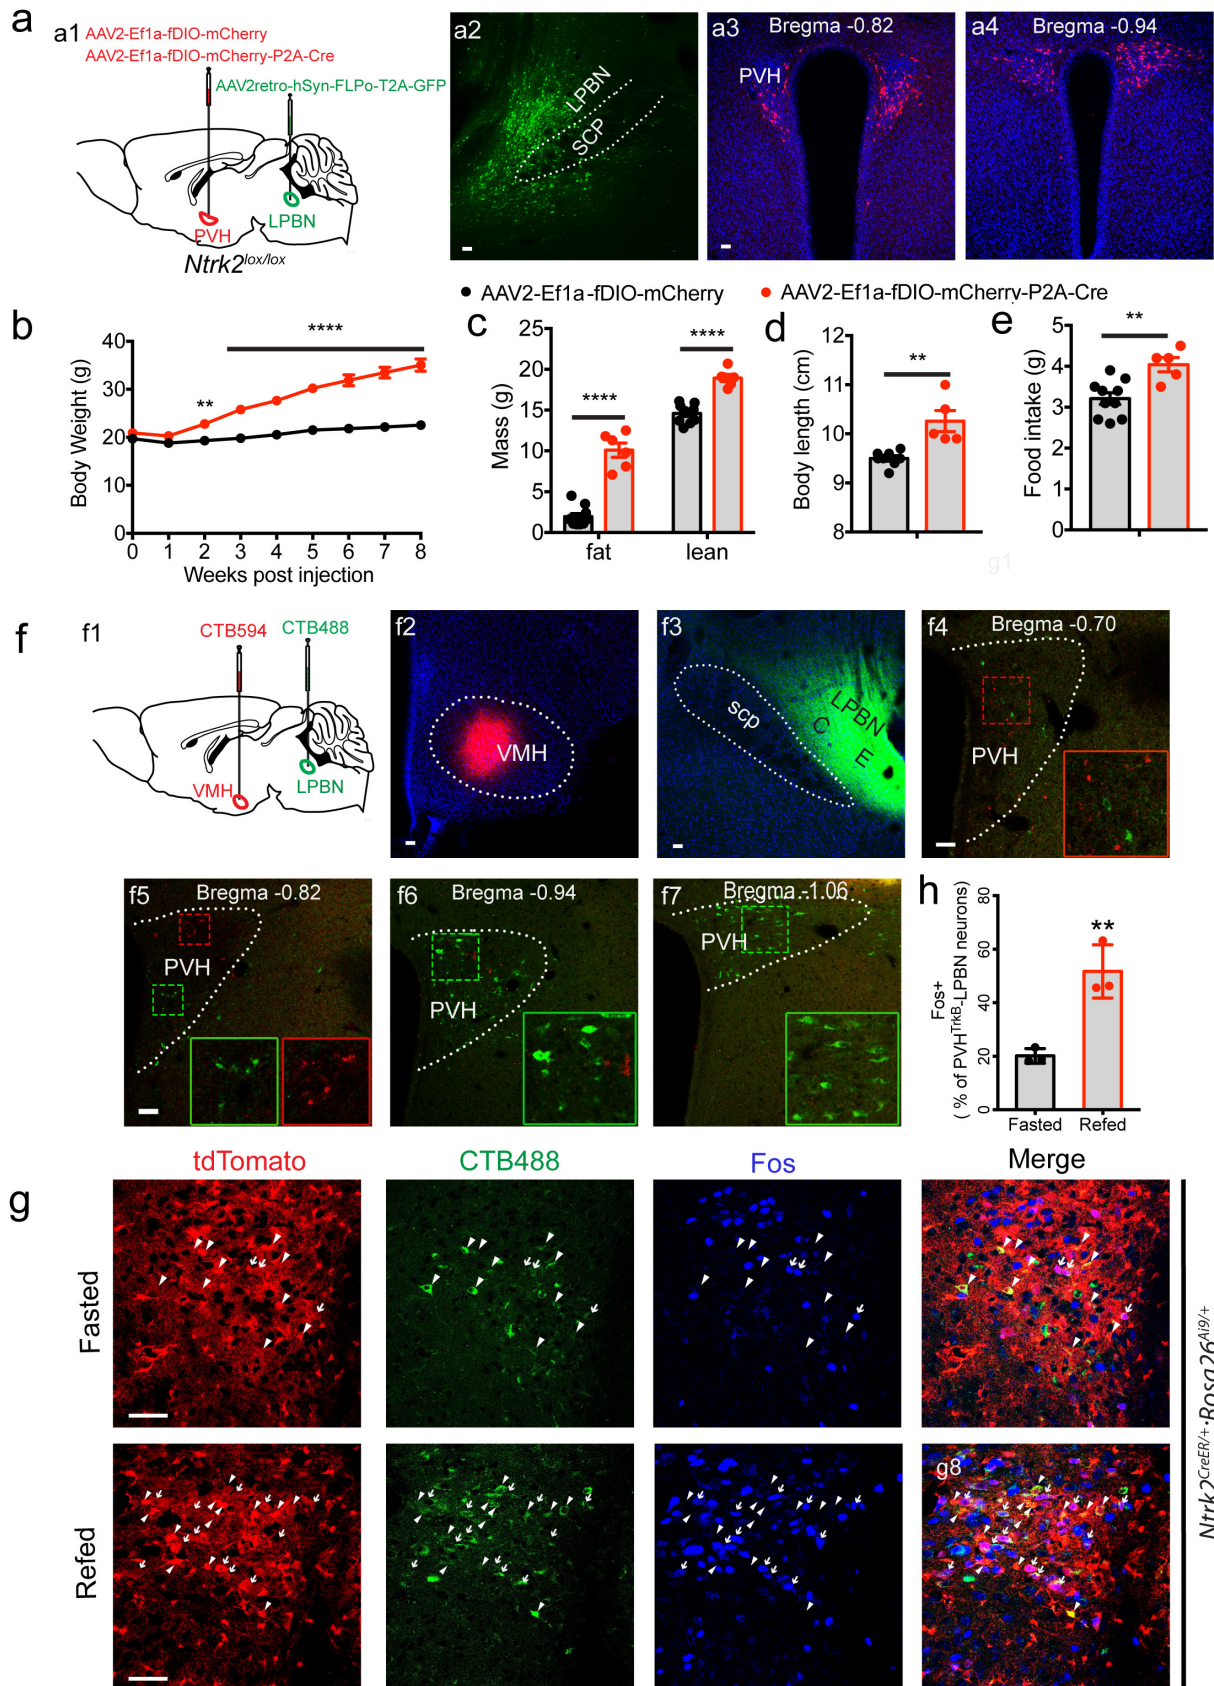 a
a1
AAV2-Ef1a-fDIO-mCherry
AAV2-Ef1a-fDIO-mCherry-P2A-Cre
AAV2retro-hSyn-FLPo-T2A-GFP
PVH
LPBN
Ntrk2lox/lox
a2
LPBN
SCP
a3
Bregma -0.82
PVH
a4
Bregma -0.94
AAV2-Ef1a-fDIO-mCherry
AAV2-Ef1a-fDIO-mCherry-P2A-Cre
b
Body Weight (g)
40
30
20
10
0
**
****
0 1 2 3 4 5 6 7 8
Weeks post injection
c
Mass (g)
25
20
15
10
5
0
****
****
fat
lean
d
Body length (cm)
12
11
10
9
8
**
e
Food intake (g)
5
4
3
2
1
0
**
g1
f
f1
CTB594
CTB488
VMH
LPBN
f2
VMH
f3
scp
LPBN
C
E
f4
Bregma -0.70
PVH
f5
Bregma -0.82
PVH
f6
Bregma -0.94
PVH
f7
Bregma -1.06
PVH
h
Fos+
( % of PVHTrkB-LPBN neurons)
80
60
40
20
0
**
Fasted
Refed
g
tdTomato
CTB488
Fos
Merge
Fasted
Refed
g8
Ntrk2CreER/+;Rosa26Ai9/+